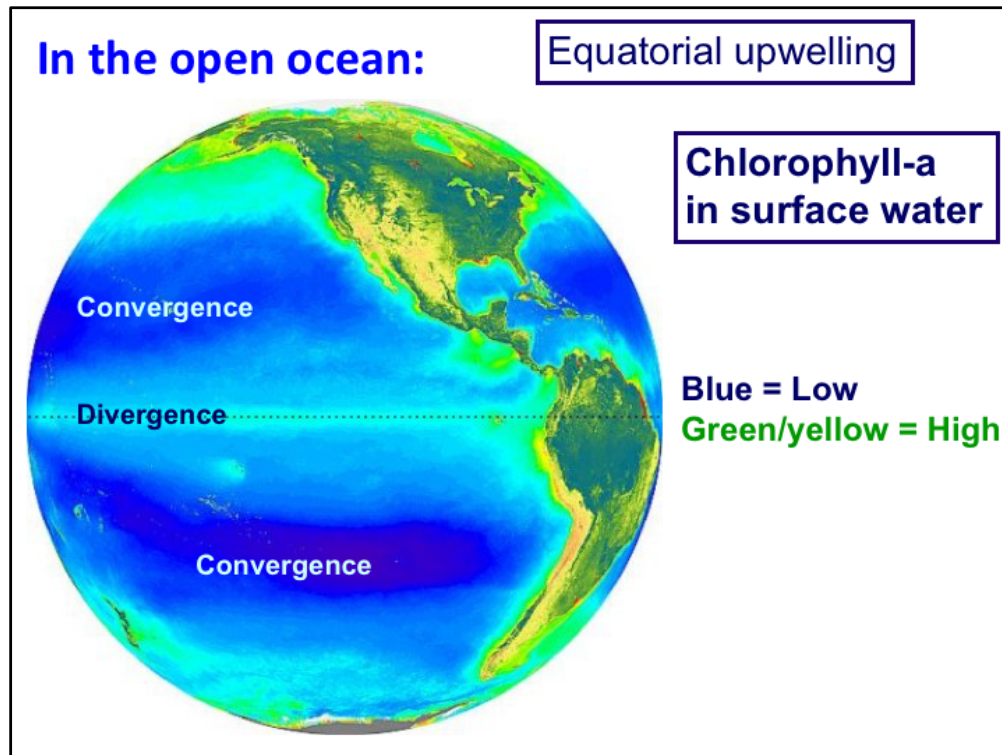 In the open ocean:
Equatorial upwelling
Chlorophyll-a
in surface water
Convergence
Blue = Low
Divergence
Green/yellow = High
Convergence